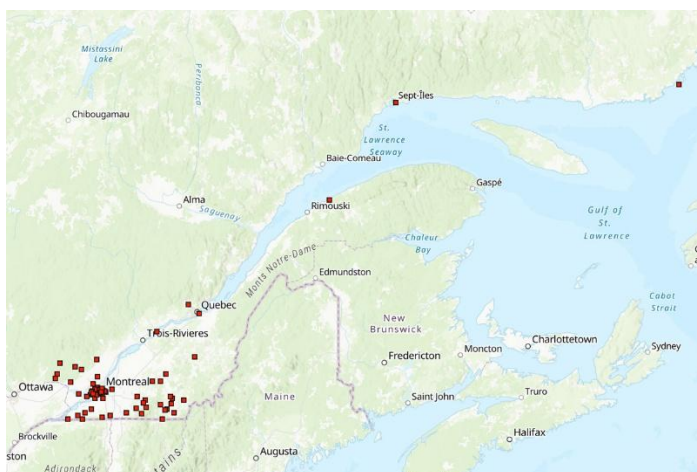 Mistassini
Lake
Peribonca
Sept-Îles
Chibougamau
St.
Lawrence
Seaway
Baie-Comeau
Gaspé
Alma
Saguenay
Rimouski
Gulf of
St.
Lawrence
Chaleur
Bay
Monts Notre-Dame
Edmundston
Cabot
Strait
Quebec
New
Brunswick
Trois-Rivieres
Charlottetown
Sydney
Moncton
Fredericton
Montreal
Ottawa
Maine
Saint John
Truro
Brockville
Halifax
ston
Augusta
Adirondack
tains